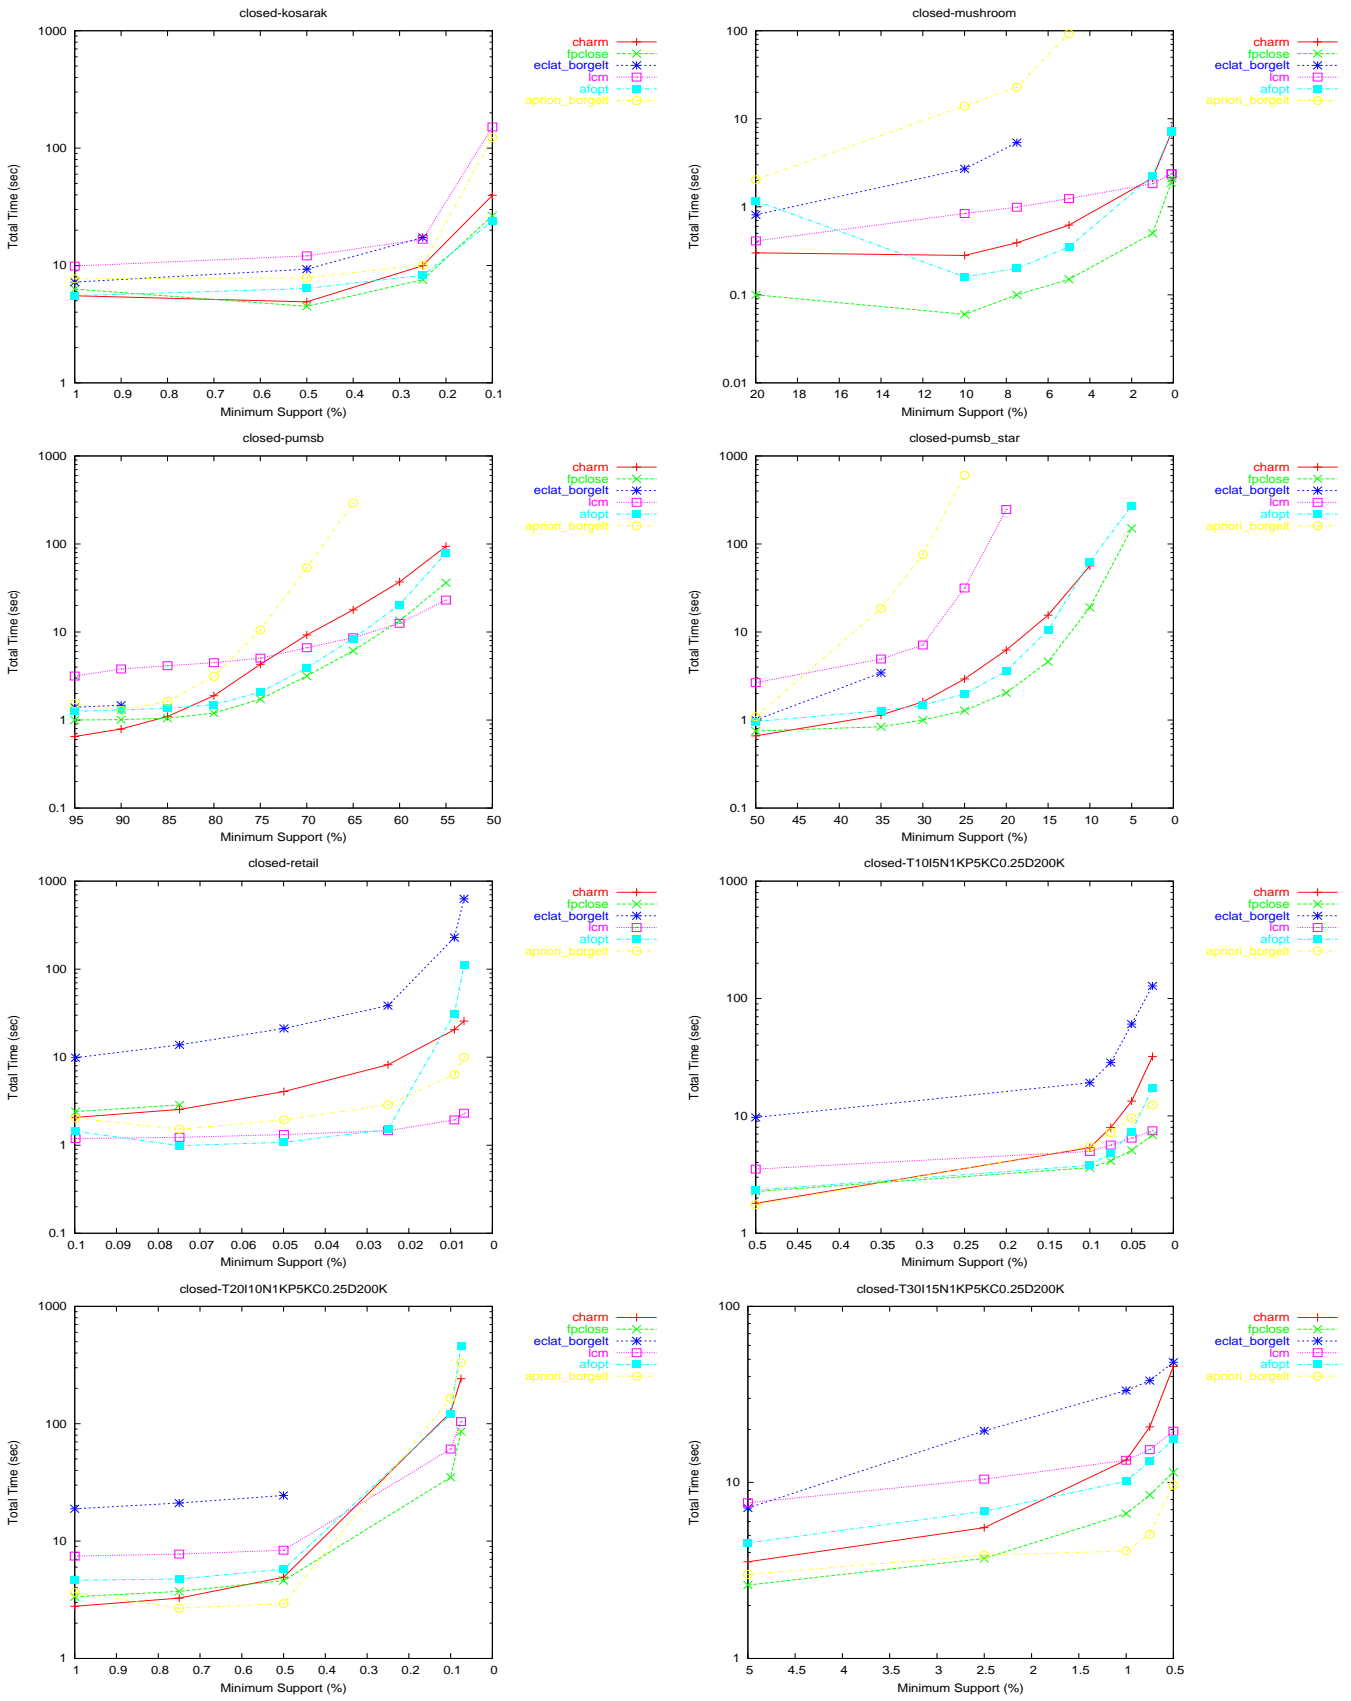 closed-kosarak
1000
100
10
1
Total Time (sec)
1 0.9 0.8 0.7 0.6 0.5 0.4 0.3 0.2 0.1
Minimum Support (%)
charm
fpclose
eclat_borgelt
lcm
afopt
apriori_borgelt
closed-mushroom
100
10
1
0.1
0.01
Total Time (sec)
20 18 16 14 12 10 8 6 4 2 0
Minimum Support (%)
charm
fpclose
eclat_borgelt
lcm
afopt
apriori_borgelt
closed-pumsb
1000
100
10
1
0.1
Total Time (sec)
95 90 85 80 75 70 65 60 55 50
Minimum Support (%)
charm
fpclose
eclat_borgelt
lcm
afopt
apriori_borgelt
closed-pumsb_star
1000
100
10
1
0.1
Total Time (sec)
50 45 40 35 30 25 20 15 10 5 0
Minimum Support (%)
charm
fpclose
eclat_borgelt
lcm
afopt
apriori_borgelt
closed-retail
1000
100
10
1
0.1
Total Time (sec)
0.1 0.09 0.08 0.07 0.06 0.05 0.04 0.03 0.02 0.01 0
Minimum Support (%)
charm
fpclose
eclat_borgelt
lcm
afopt
apriori_borgelt
closed-T10I5N1KP5KC0.25D200K
1000
100
10
1
Total Time (sec)
0.5 0.45 0.4 0.35 0.3 0.25 0.2 0.15 0.1 0.05 0
Minimum Support (%)
charm
fpclose
eclat_borgelt
lcm
afopt
apriori_borgelt
closed-T20I10N1KP5KC0.25D200K
1000
100
10
1
Total Time (sec)
1 0.9 0.8 0.7 0.6 0.5 0.4 0.3 0.2 0.1 0
Minimum Support (%)
charm
fpclose
eclat_borgelt
lcm
afopt
apriori_borgelt
closed-T30I15N1KP5KC0.25D200K
100
10
1
Total Time (sec)
5 4.5 4 3.5 3 2.5 2 1.5 1 0.5
Minimum Support (%)
charm
fpclose
eclat_borgelt
lcm
afopt
apriori_borgelt